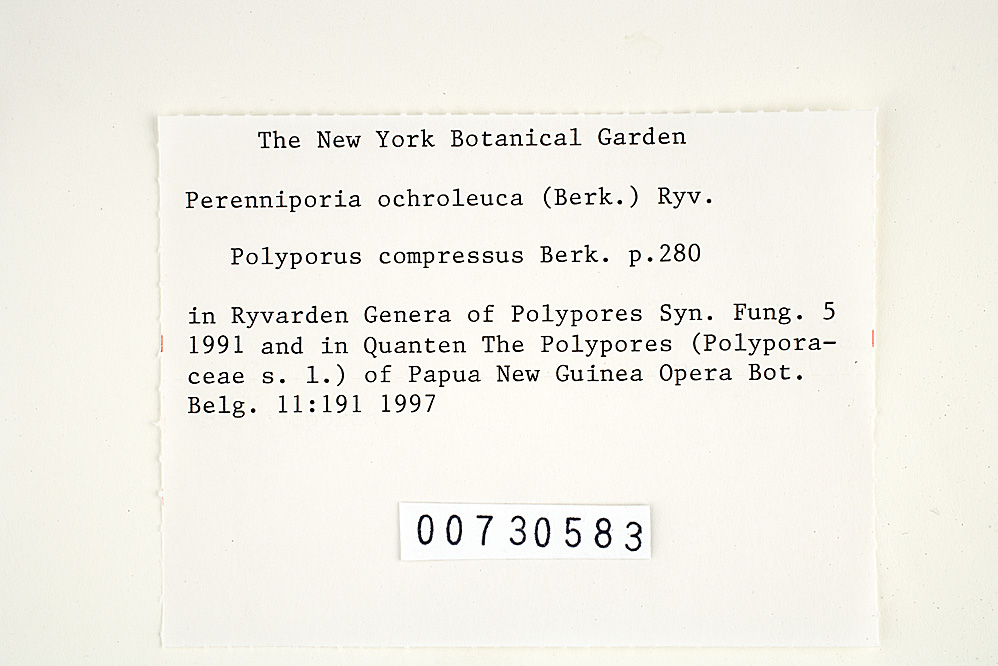 The New York Botanical Garden
Perenniporia ochroleuca (Berk.) Ryv.
Polyporus compressus Berk. p.280
in Ryvarden Genera of Polypores Syn. Fung. 5
1991 and in Quanten The Polypores (Polypora-
ceae s. l.) of Papua New Guinea Opera Bot.
Belg. 11:191 1997
00730583